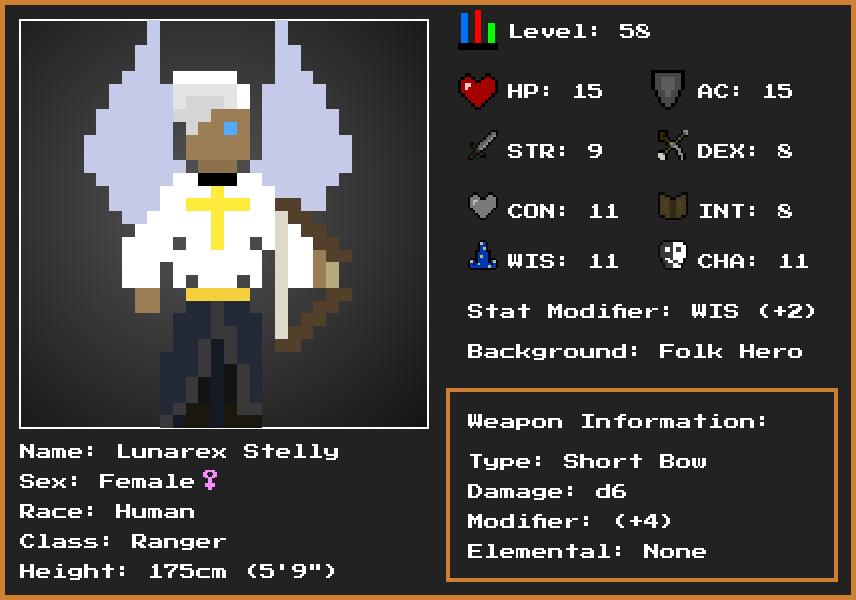 Level: 58
HP: 15
AC: 15
STR: 9
DEX: 8
CON: 11
INT: 8
WIS: 11
CHA: 11
Stat Modifier: WIS (+2)
Background: Folk Hero
Weapon Information:
Type: Short Bow
Damage: d6
Modifier: (+4)
Elemental: None
Name: Lunarex Stelly
Sex: Female♀
Race: Human
Class: Ranger
Height: 175cm (5'9")